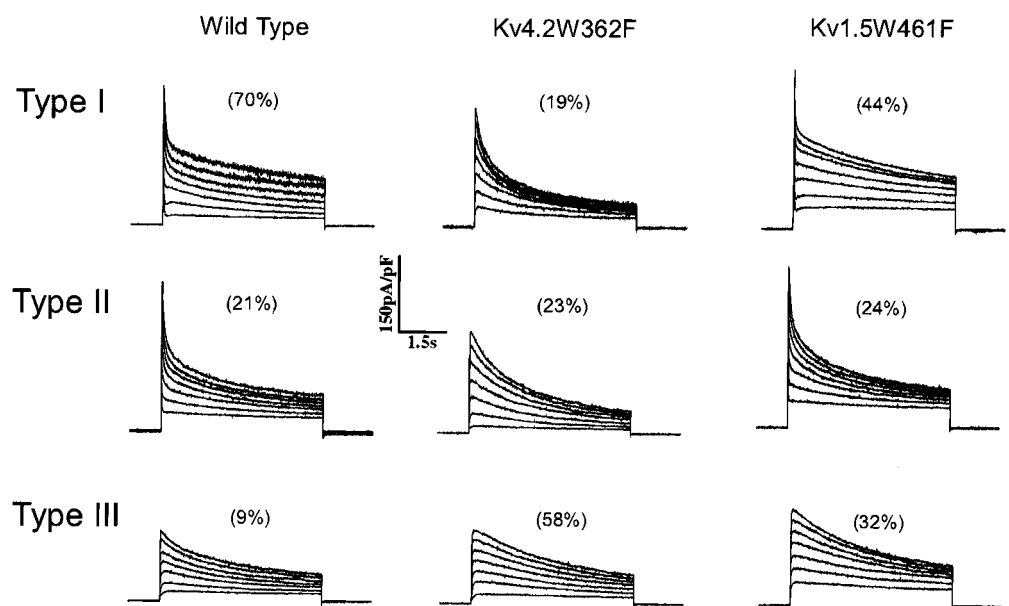 Wild Type Kv4.2W362F Kv1.5W461F
Type I (70%) (19%) (44%)
150pA/pF
1.5s
Type II (21%) (23%) (24%)
Type III (9%) (58%) (32%)